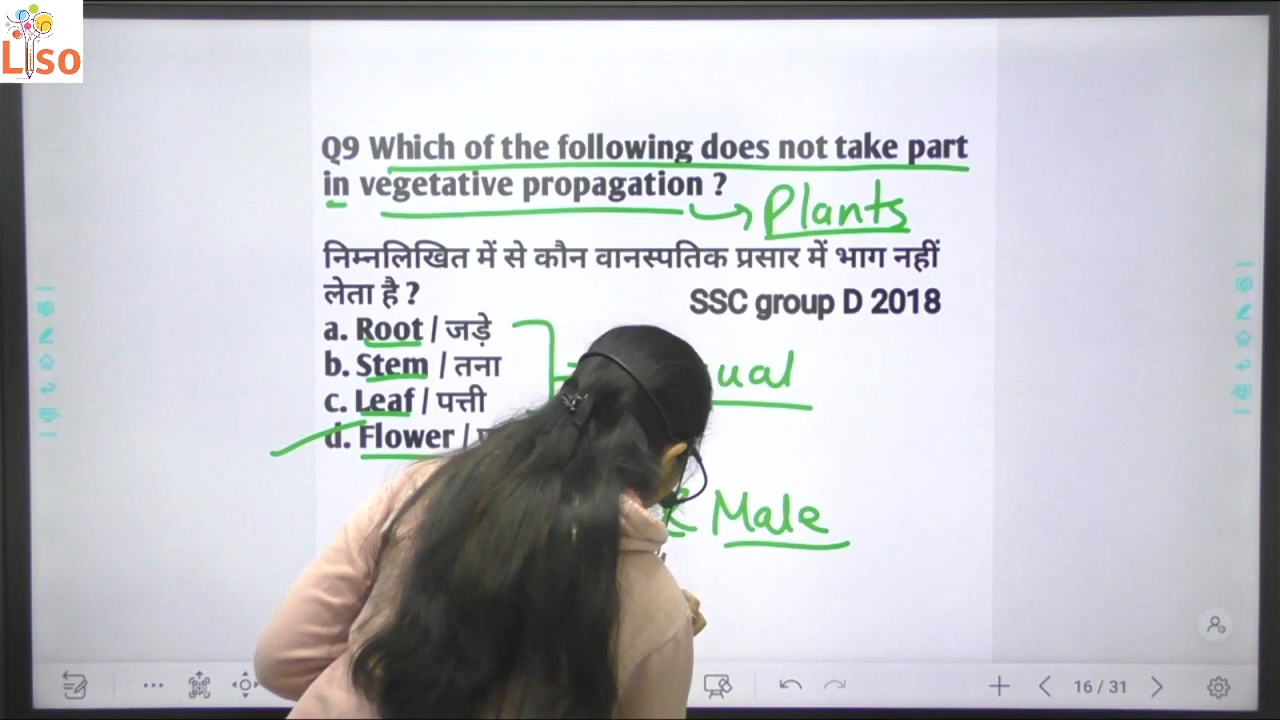 Liso
Q9 Which of the following does not take part
in vegetative propagation ?
Plants
निम्नलिखित में से कौन वानस्पतिक प्रसार में भाग नहीं
लेता है ?
SSC group D 2018
a. Root / जड़े
b. Stem / तना
c. Leaf / पत्ती
d. Flower /
Male
16 / 31